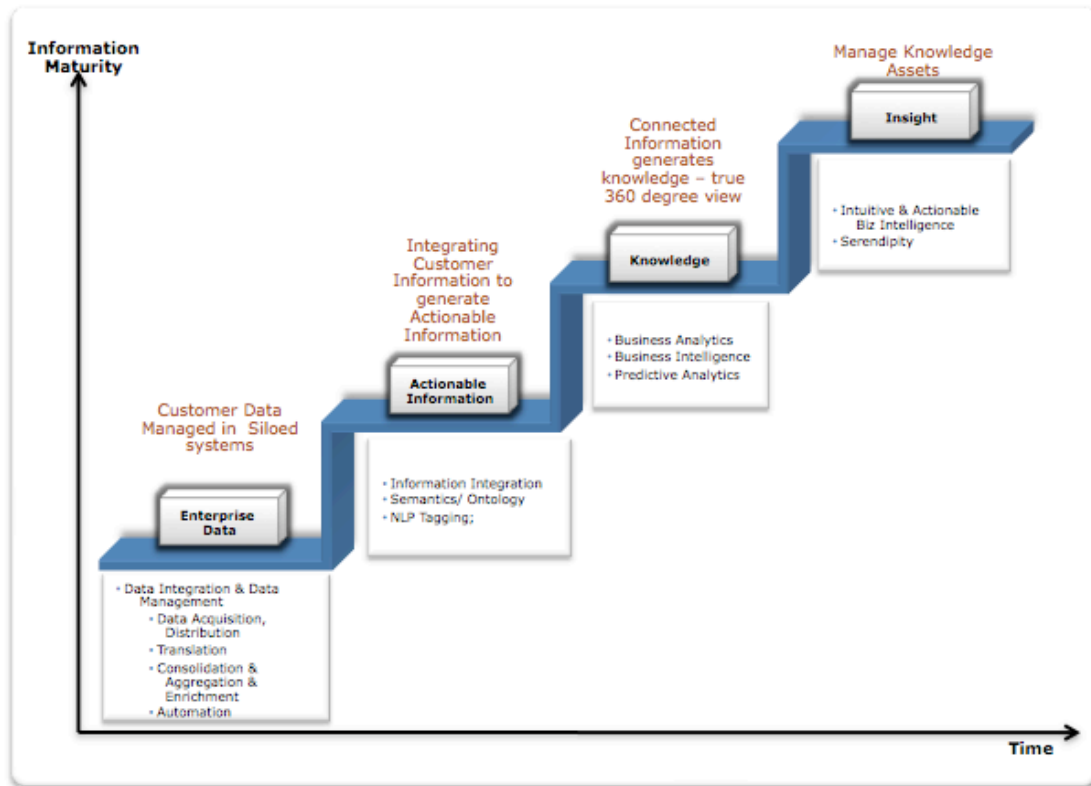 Information
Maturity
Manage Knowledge
Assets
Insight
• Intuitive & Actionable
Biz Intelligence
• Serendipity
Connected
Information
generates
knowledge – true
360 degree view
Knowledge
• Business Analytics
• Business Intelligence
• Predictive Analytics
Integrating
Customer
Information to
generate
Actionable
Information
Actionable
Information
• Information Integration
• Semantics/ Ontology
• NLP Tagging;
Customer Data
Managed in Siloed
systems
Enterprise
Data
• Data Integration & Data
Management
• Data Acquisition,
Distribution
• Translation
• Consolidation &
Aggregation &
Enrichment
• Automation
Time